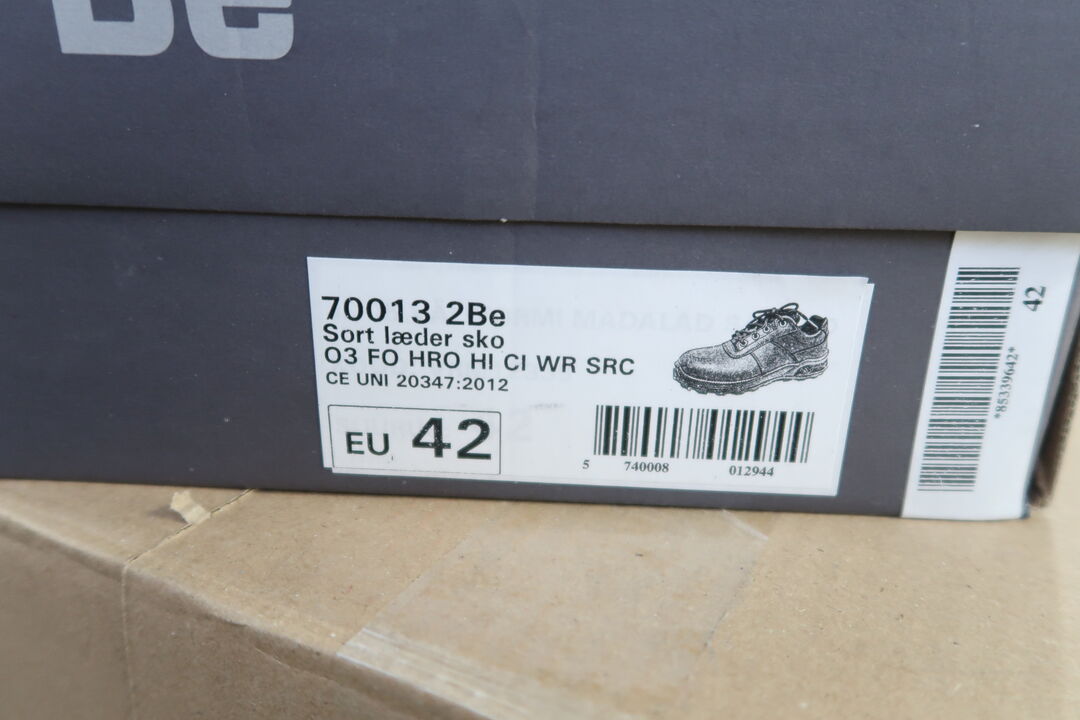 Be
70013 2Be
Sort læder sko
O3 FO HRO HI CI WR SRC
CE UNI 20347:2012
EU 42
5 740008 012944
42
*85339642*